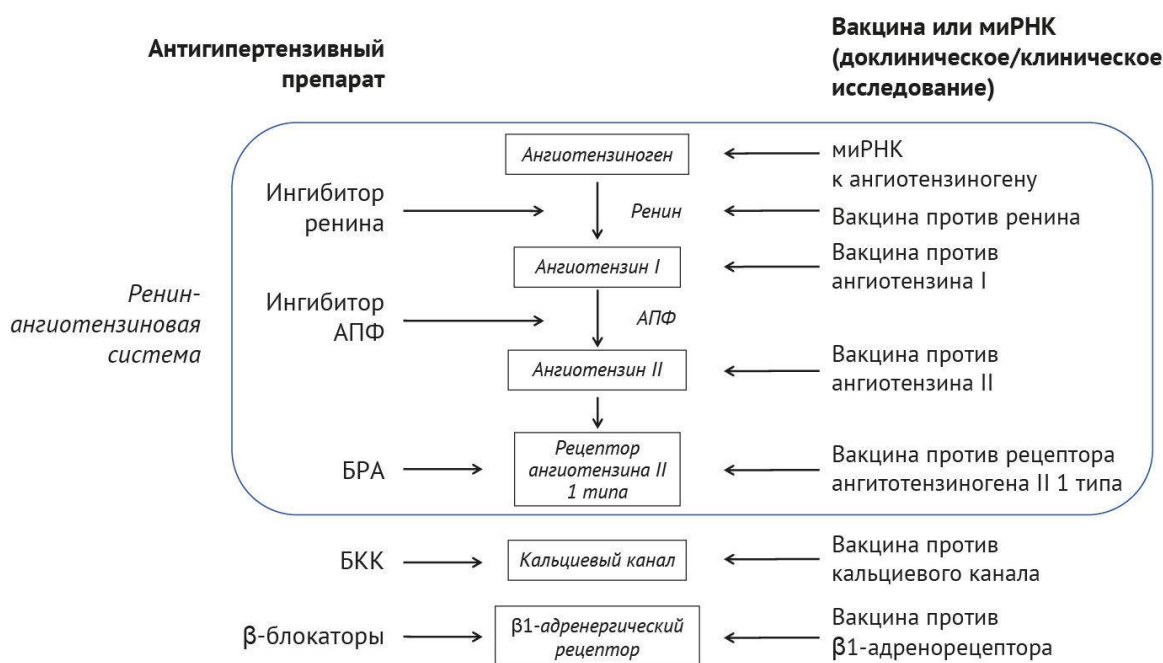 Антигипертензивный
препарат
Вакцина или миРНК
(доклиническое/клиническое
исследование)
Ангиотензиноген
миРНК
к ангиотензиногену
Ингибитор
ренина
Ренин
Вакцина против ренина
Ангиотензин I
Вакцина против
ангиотензина I
Ренин-
ангиотензиновая
система
Ингибитор
АПФ
АПФ
Ангиотензин II
Вакцина против
ангиотензина II
БРА
Рецептор
ангиотензина II
1 типа
Вакцина против рецептора
ангитотензиногена II 1 типа
БКК
Кальциевый канал
Вакцина против
кальциевого канала
β-блокаторы
β1-адренергический
рецептор
Вакцина против
β1-адренорецептора